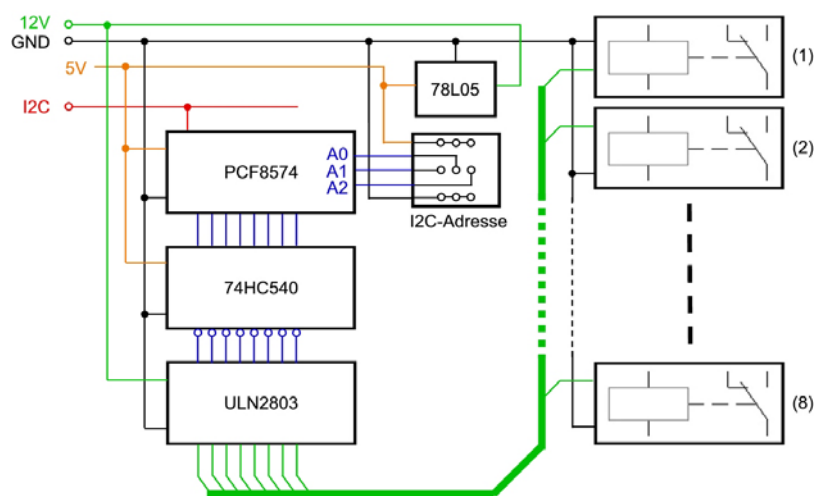 12V
GND
5V
I2C
78L05
(1)
(2)
PCF8574
A0
A1
A2
I2C-Adresse
74HC540
ULN2803
(8)